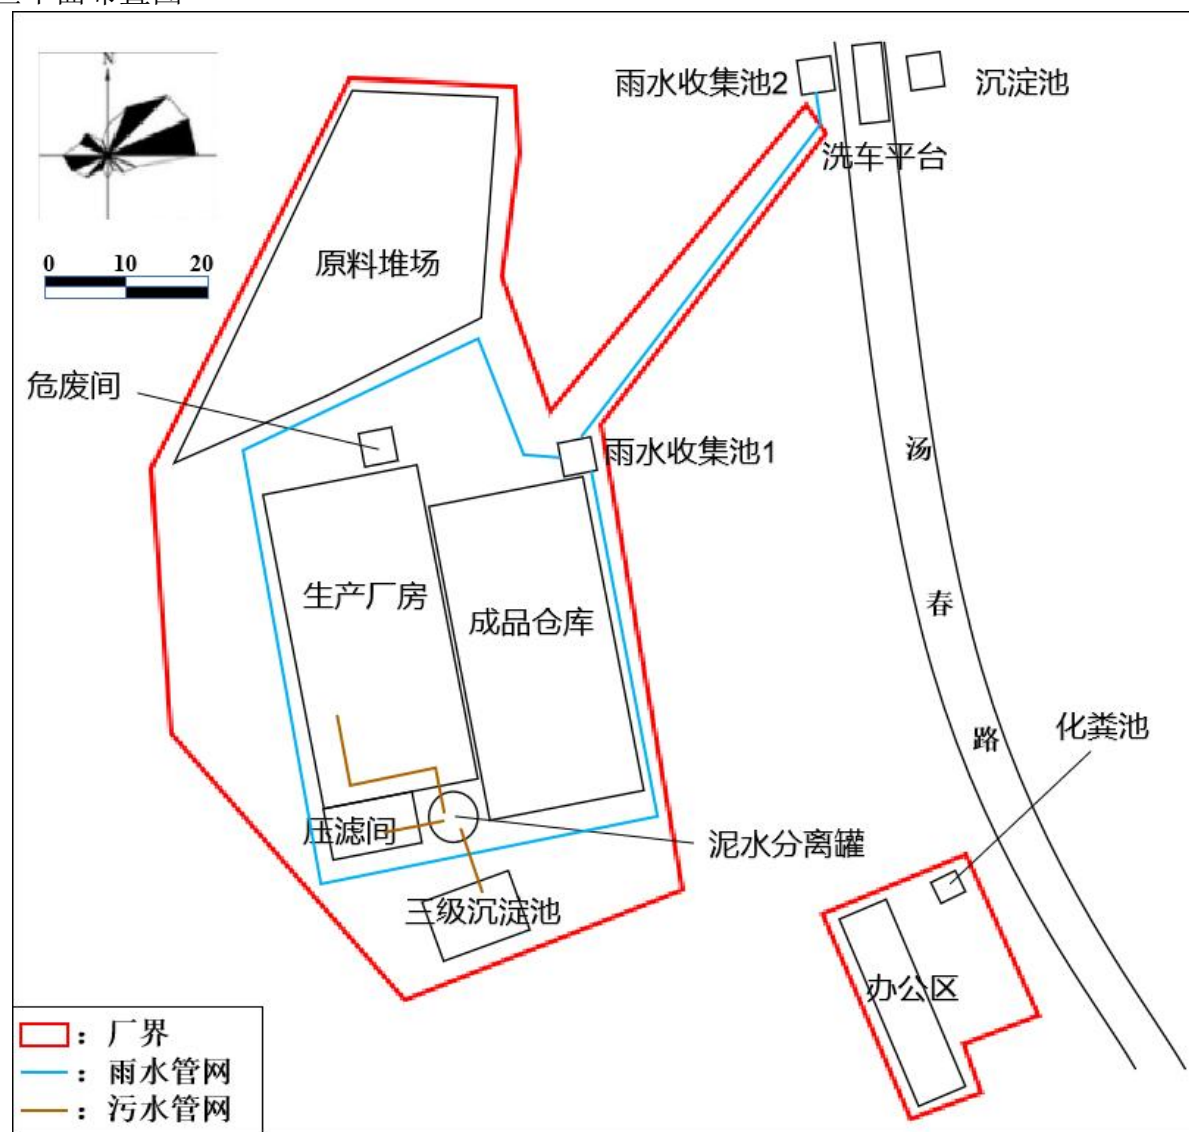 N
雨水收集池2
沉淀池
洗车平台
原料堆场
0 10 20
危废间
雨水收集池1
汤
春
路
生产厂房
成品仓库
化粪池
压滤间
泥水分离罐
三级沉淀池
办公区
：厂界
：雨水管网
：污水管网